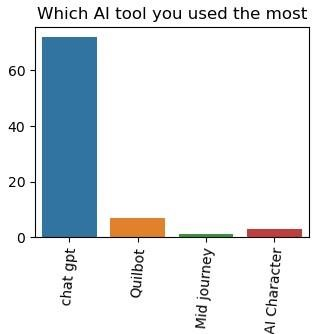 Which AI tool you used the most
60
40
20
0
chat gpt
Quilbot
Mid journey
AI Character